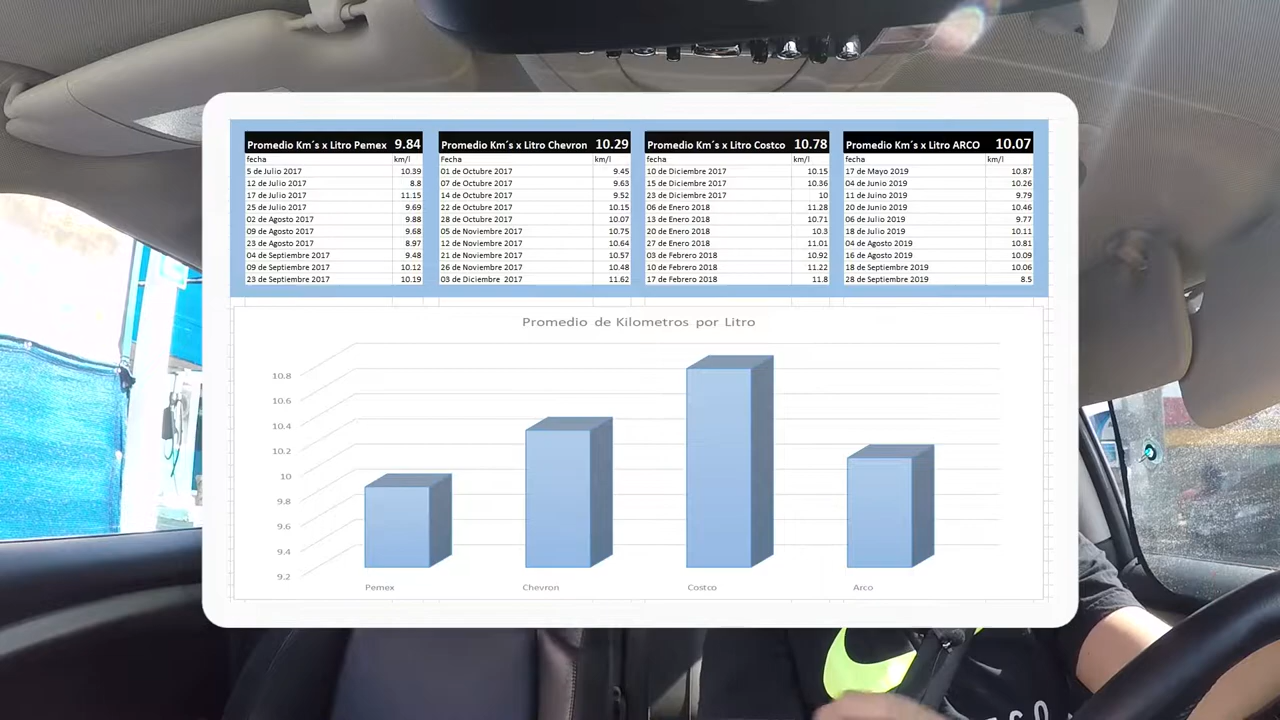 Promedio Km´s x Litro Pemex 9.84
fecha km/l
5 de Julio 2017 10.39
12 de Julio 2017 8.8
17 de Julio 2017 11.15
25 de Julio 2017 9.69
02 de Agosto 2017 9.88
09 de Agosto 2017 9.68
23 de Agosto 2017 8.97
04 de Septiembre 2017 9.48
09 de Septiembre 2017 10.12
23 de Septiembre 2017 10.19
Promedio Km´s x Litro Chevron 10.29
Fecha km/l
01 de Octubre 2017 9.45
07 de Octubre 2017 9.63
14 de Octubre 2017 9.52
22 de Octubre 2017 10.15
28 de Octubre 2017 10.07
05 de Noviembre 2017 10.75
12 de Noviembre 2017 10.64
21 de Noviembre 2017 10.57
26 de Noviembre 2017 10.48
03 de Diciembre 2017 11.62
Promedio Km´s x Litro Costco 10.78
fecha km/l
10 de Diciembre 2017 10.15
15 de Diciembre 2017 10.36
23 de Diciembre 2017 10
06 de Enero 2018 11.28
13 de Enero 2018 10.71
20 de Enero 2018 10.3
27 de Enero 2018 11.01
03 de Febrero 2018 10.92
10 de Febrero 2018 11.22
17 de Febrero 2018 11.8
Promedio Km´s x Litro ARCO 10.07
fecha km/l
17 de Mayo 2019 10.87
04 de Junio 2019 10.26
11 de Juino 2019 9.79
20 de Junio 2019 10.46
06 de Julio 2019 9.77
18 de Julio 2019 10.11
04 de Agosto 2019 10.81
16 de Agosto 2019 10.09
18 de Septiembre 2019 10.06
28 de Septiembre 2019 8.5
Promedio de Kilometros por Litro
10.8
10.6
10.4
10.2
10
9.8
9.6
9.4
9.2
Pemex Chevron Costco Arco